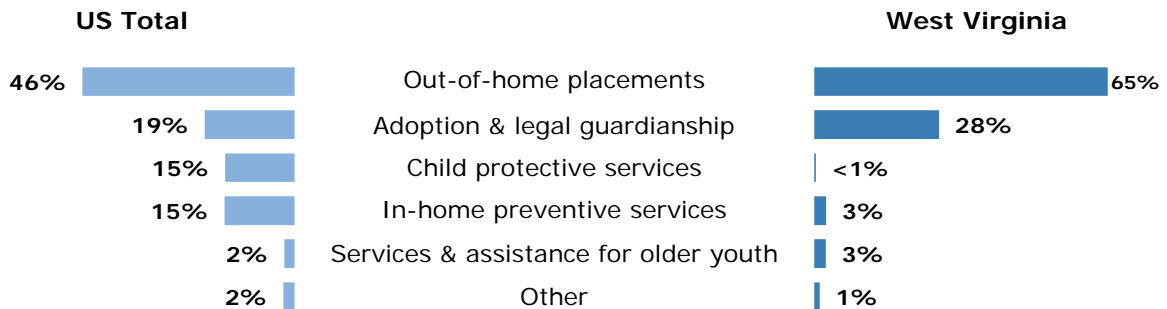 US Total West Virginia
46% Out-of-home placements 65%
19% Adoption & legal guardianship 28%
15% Child protective services <1%
15% In-home preventive services 3%
2% Services & assistance for older youth 3%
2% Other 1%